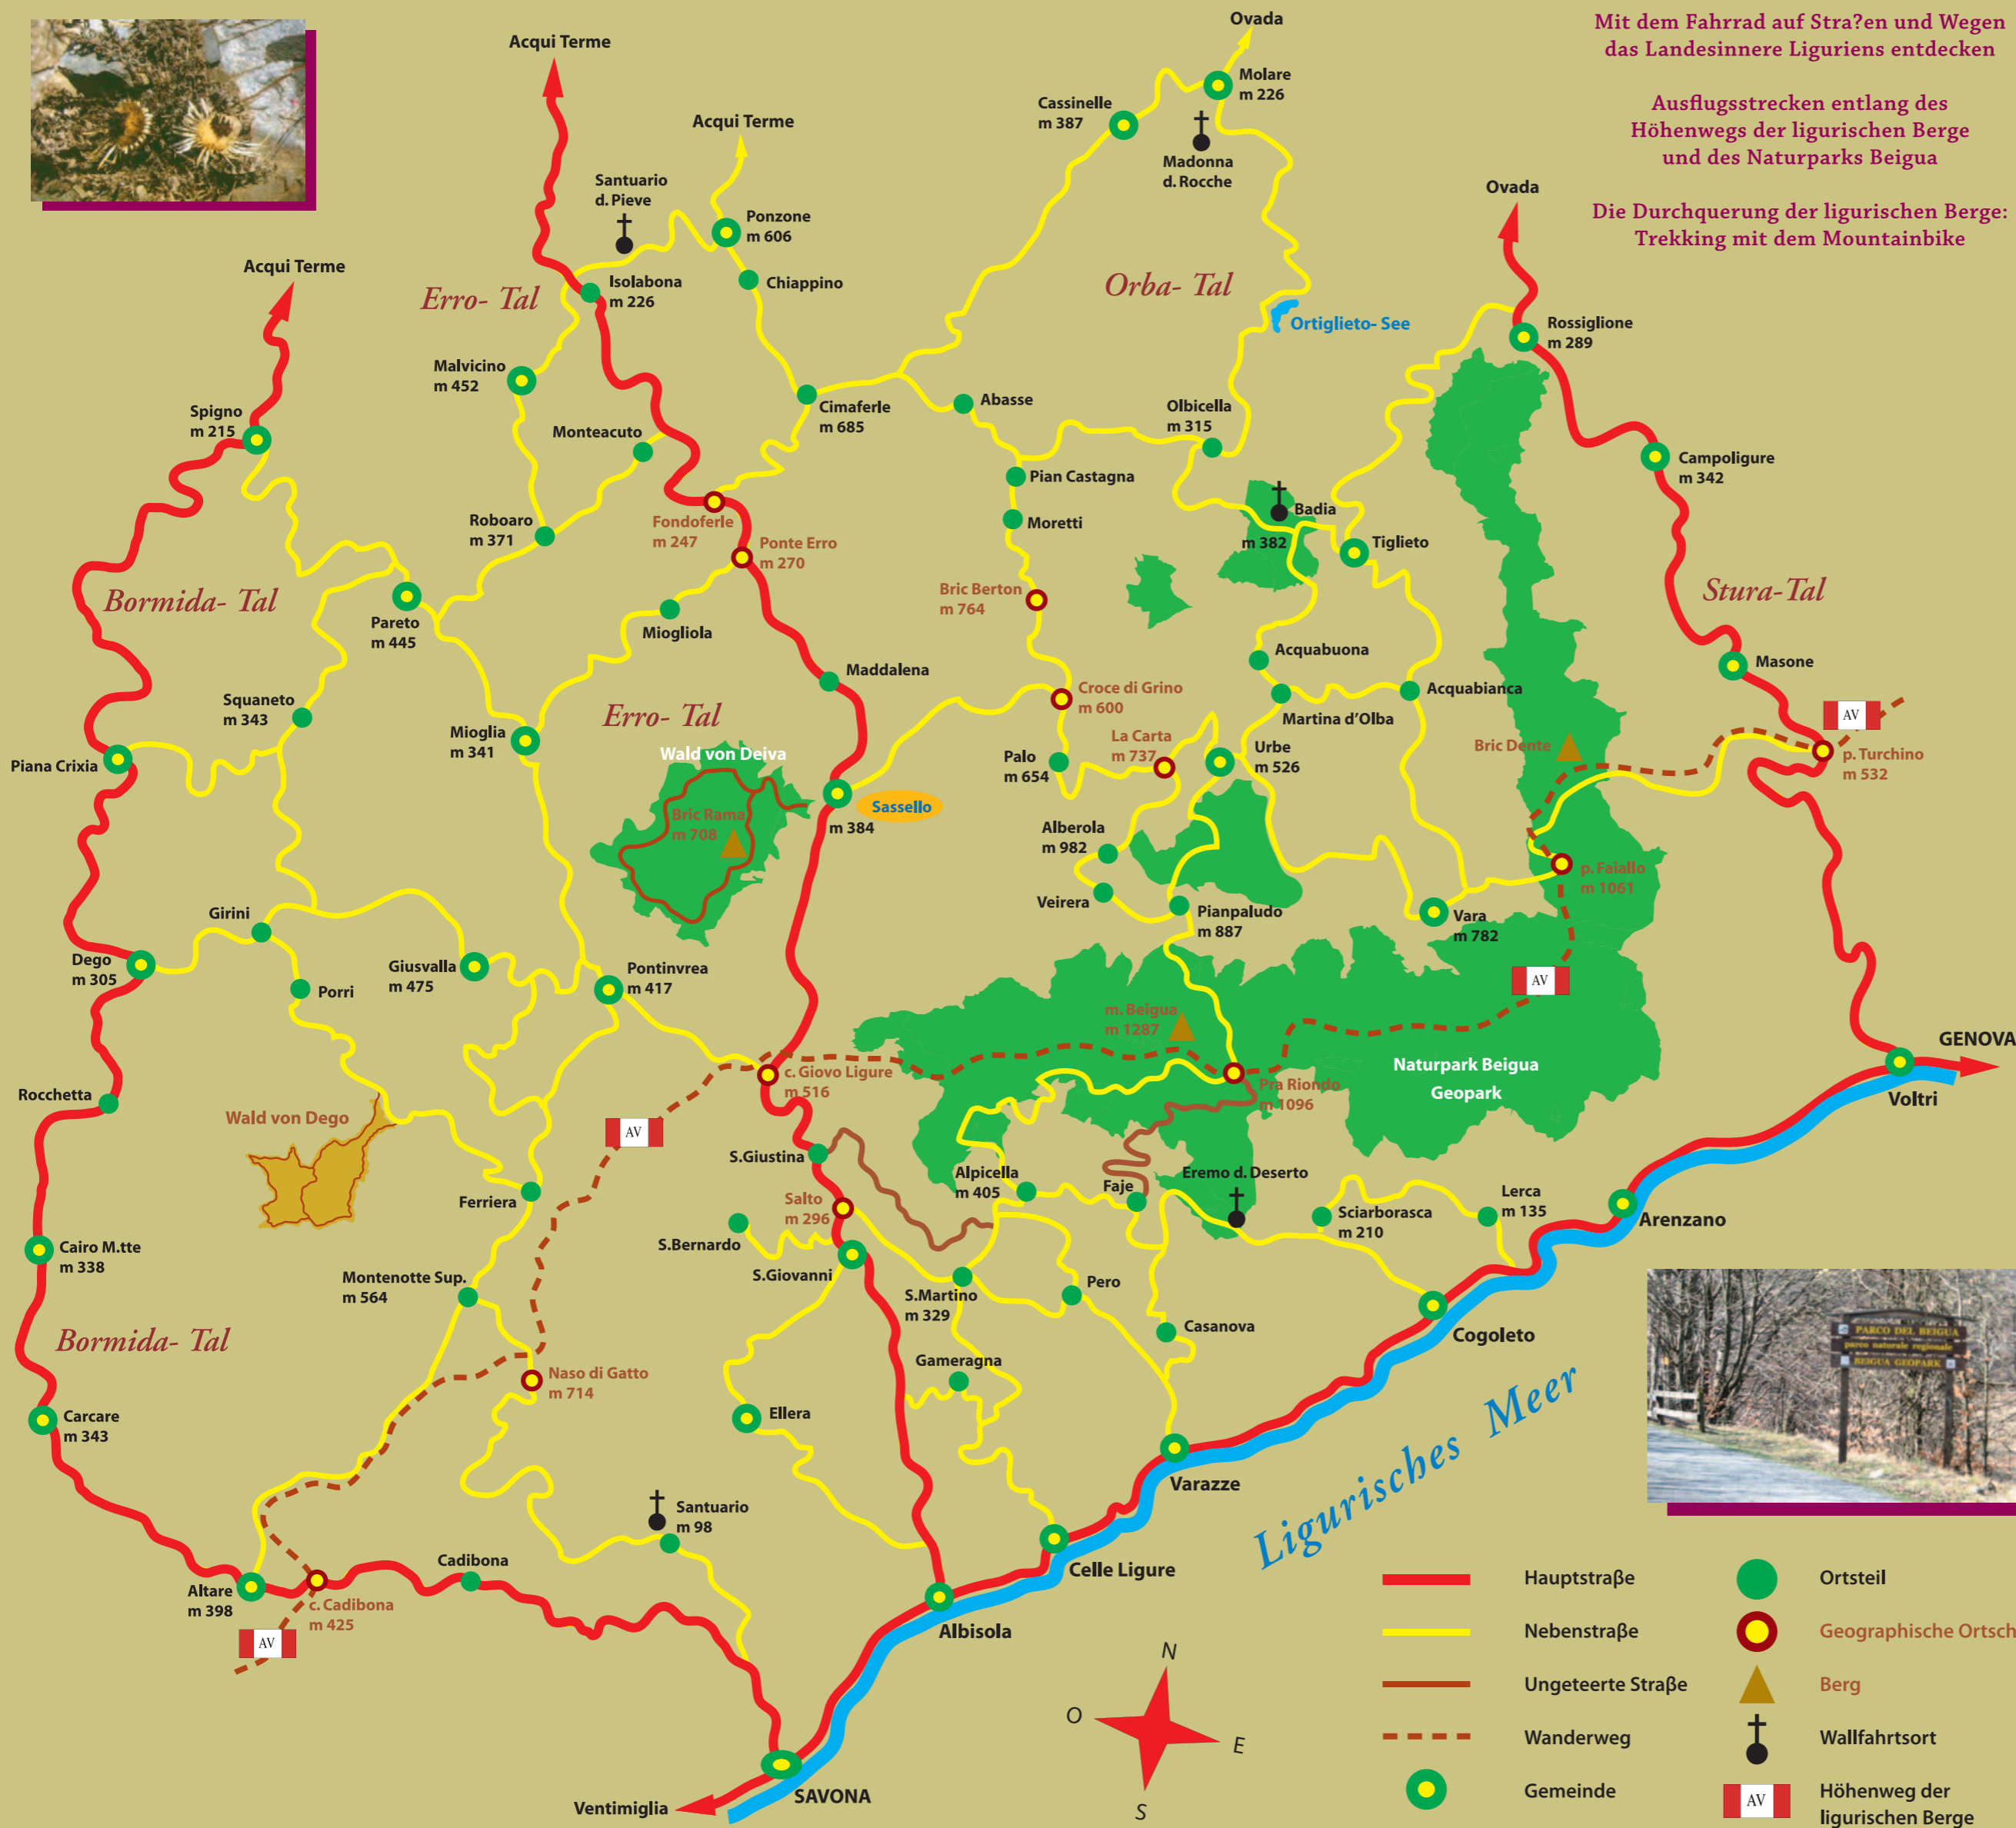 Mit dem Fahrrad auf Stra?en und Wegen
das Landesinnere Liguriens entdecken
Ausflugsstrecken entlang des
Höhenwegs der ligurischen Berge
und des Naturparks Beigua
Die Durchquerung der ligurischen Berge:
Trekking mit dem Mountainbike
Ovada
Acqui Terme
Molare
m 226
Cassinelle
m 387
Acqui Terme
Madonna
d. Rocche
Santuario
d. Pieve
Ovada
Ponzone
m 606
Acqui Terme
Erro- Tal
Isolabona
m 226
Chiappino
Orba- Tal
Ortiglieto- See
Rossiglione
m 289
Malvicino
m 452
Spigno
m 215
Cimaferle
m 685
Abasse
Olbicella
m 315
Monteacuto
Campoligure
m 342
Pian Castagna
Roboaro
m 371
Fondoferle
m 247
Moretti
Badia
m 382
Ponte Erro
m 270
Tiglieto
Bormida- Tal
Bric Berton
m 764
Stura-Tal
Pareto
m 445
Miogliola
Acquabuona
Masone
Maddalena
Squaneto
m 343
Croce di Grino
m 600
Acquabianca
Erro- Tal
Martina d'Olba
AV
Mioglia
m 341
Wald von Deiva
La Carta
m 737
Bric Dente
Piana Crixia
Palo
m 654
Urbe
m 526
p. Turchino
m 532
Sassello
m 384
Bric Rama
m 708
Alberola
m 982
p. Faiallo
m 1061
Veirera
Pianpaludo
m 887
Girini
Vara
m 782
Dego
m 305
Giusvalla
m 475
Pontinvrea
m 417
Porri
AV
m. Beigua
m 1287
GENOVA
c. Giovo Ligure
m 516
Naturpark Beigua
Geopark
Pra Riondo
m 1096
Rocchetta
Voltri
Wald von Dego
AV
S.Giustina
Alpicella
m 405
Faje
Eremo d. Deserto
Ferriera
Salto
m 296
Sciarborasca
m 210
Lerca
m 135
Arenzano
S.Bernardo
Cairo M.tte
m 338
Montenotte Sup.
m 564
S.Giovanni
S.Martino
m 329
Pero
PARCO DEL BEIGUA
parco naturale regionale
BEIGUA GEOPARK
Bormida- Tal
Casanova
Cogoleto
Gameragna
Naso di Gatto
m 714
Ligurisches Meer
Carcare
m 343
Ellera
Varazze
Santuario
m 98
Cadibona
Celle Ligure
Altare
m 398
c. Cadibona
m 425
AV
Albisola
SAVONA
Ventimiglia
N
O
E
S
Hauptstraße
Nebenstraße
Ungeteerte Straße
Wanderweg
Gemeinde
Ortsteil
Geographische Ortsch
Berg
Wallfahrtsort
AV
Höhenweg der
ligurischen Berge